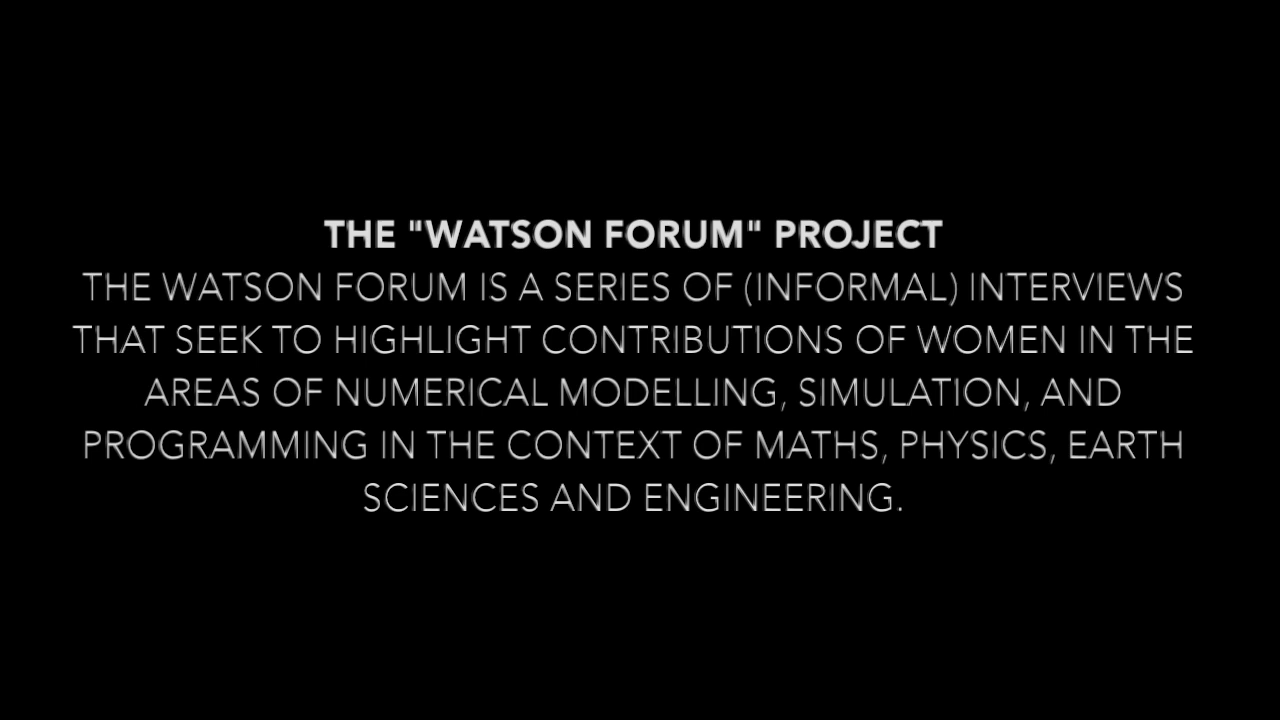 THE "WATSON FORUM" PROJECT
THE WATSON FORUM IS A SERIES OF (INFORMAL) INTERVIEWS
THAT SEEK TO HIGHLIGHT CONTRIBUTIONS OF WOMEN IN THE
AREAS OF NUMERICAL MODELLING, SIMULATION, AND
PROGRAMMING IN THE CONTEXT OF MATHS, PHYSICS, EARTH
SCIENCES AND ENGINEERING.